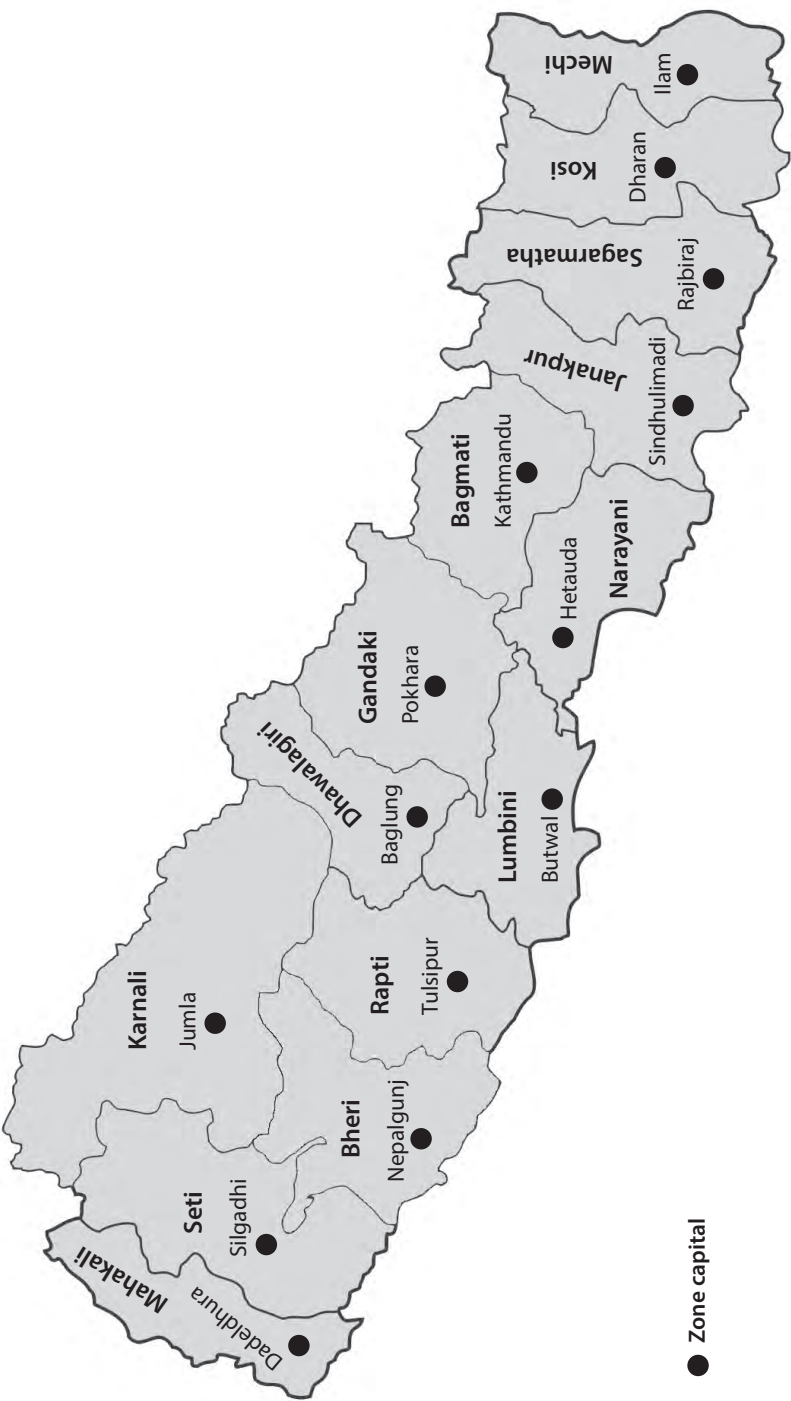 Mahakali
Dadeldhura
Seti
Silgadhi
Karnali
Jumla
Bheri
Nepalgunj
Rapti
Tulsipur
Dhawalagiri
Baglung
Gandaki
Pokhara
Lumbini
Butwal
Bagmati
Kathmandu
Narayani
Hetauda
Janakpur
Sindhulimadi
Sagarmatha
Rajbiraj
Kosi
Dharan
Mechi
Ilam
Zone capital